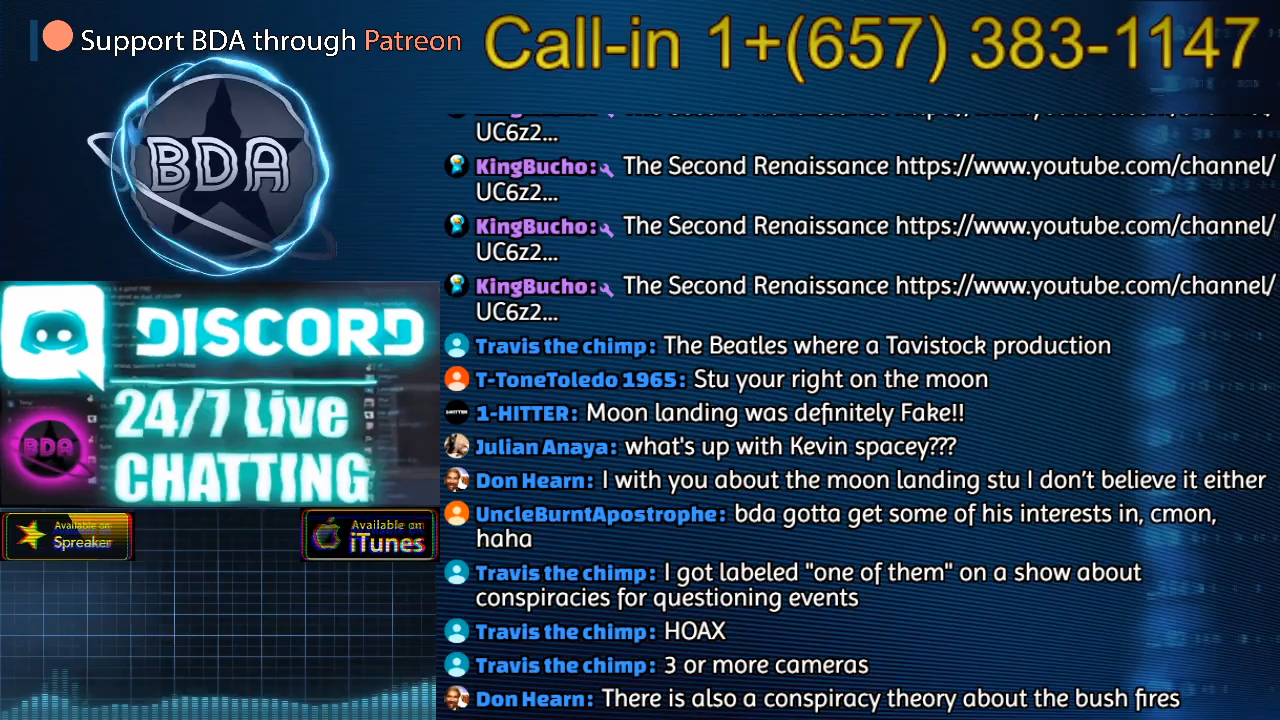 Support BDA through Patreon
Call-in 1+(657) 383-1147
BDA
DISCORD
24/7 Live
CHATTING
BDA
Available on
Spreaker
Available on
iTunes
UC6z2...
KingBucho: The Second Renaissance https://www.youtube.com/channel/
UC6z2...
KingBucho: The Second Renaissance https://www.youtube.com/channel/
UC6z2...
KingBucho: The Second Renaissance https://www.youtube.com/channel/
UC6z2...
Travis the chimp: The Beatles where a Tavistock production
T-ToneToledo 1965: Stu your right on the moon
1-HITTER: Moon landing was definitely Fake!!
Julian Anaya: what's up with Kevin spacey???
Don Hearn: I with you about the moon landing stu I don't believe it either
UncleBurntApostrophe: bda gotta get some of his interests in, cmon,
haha
Travis the chimp: I got labeled "one of them" on a show about
conspiracies for questioning events
Travis the chimp: HOAX
Travis the chimp: 3 or more cameras
Don Hearn: There is also a conspiracy theory about the bush fires